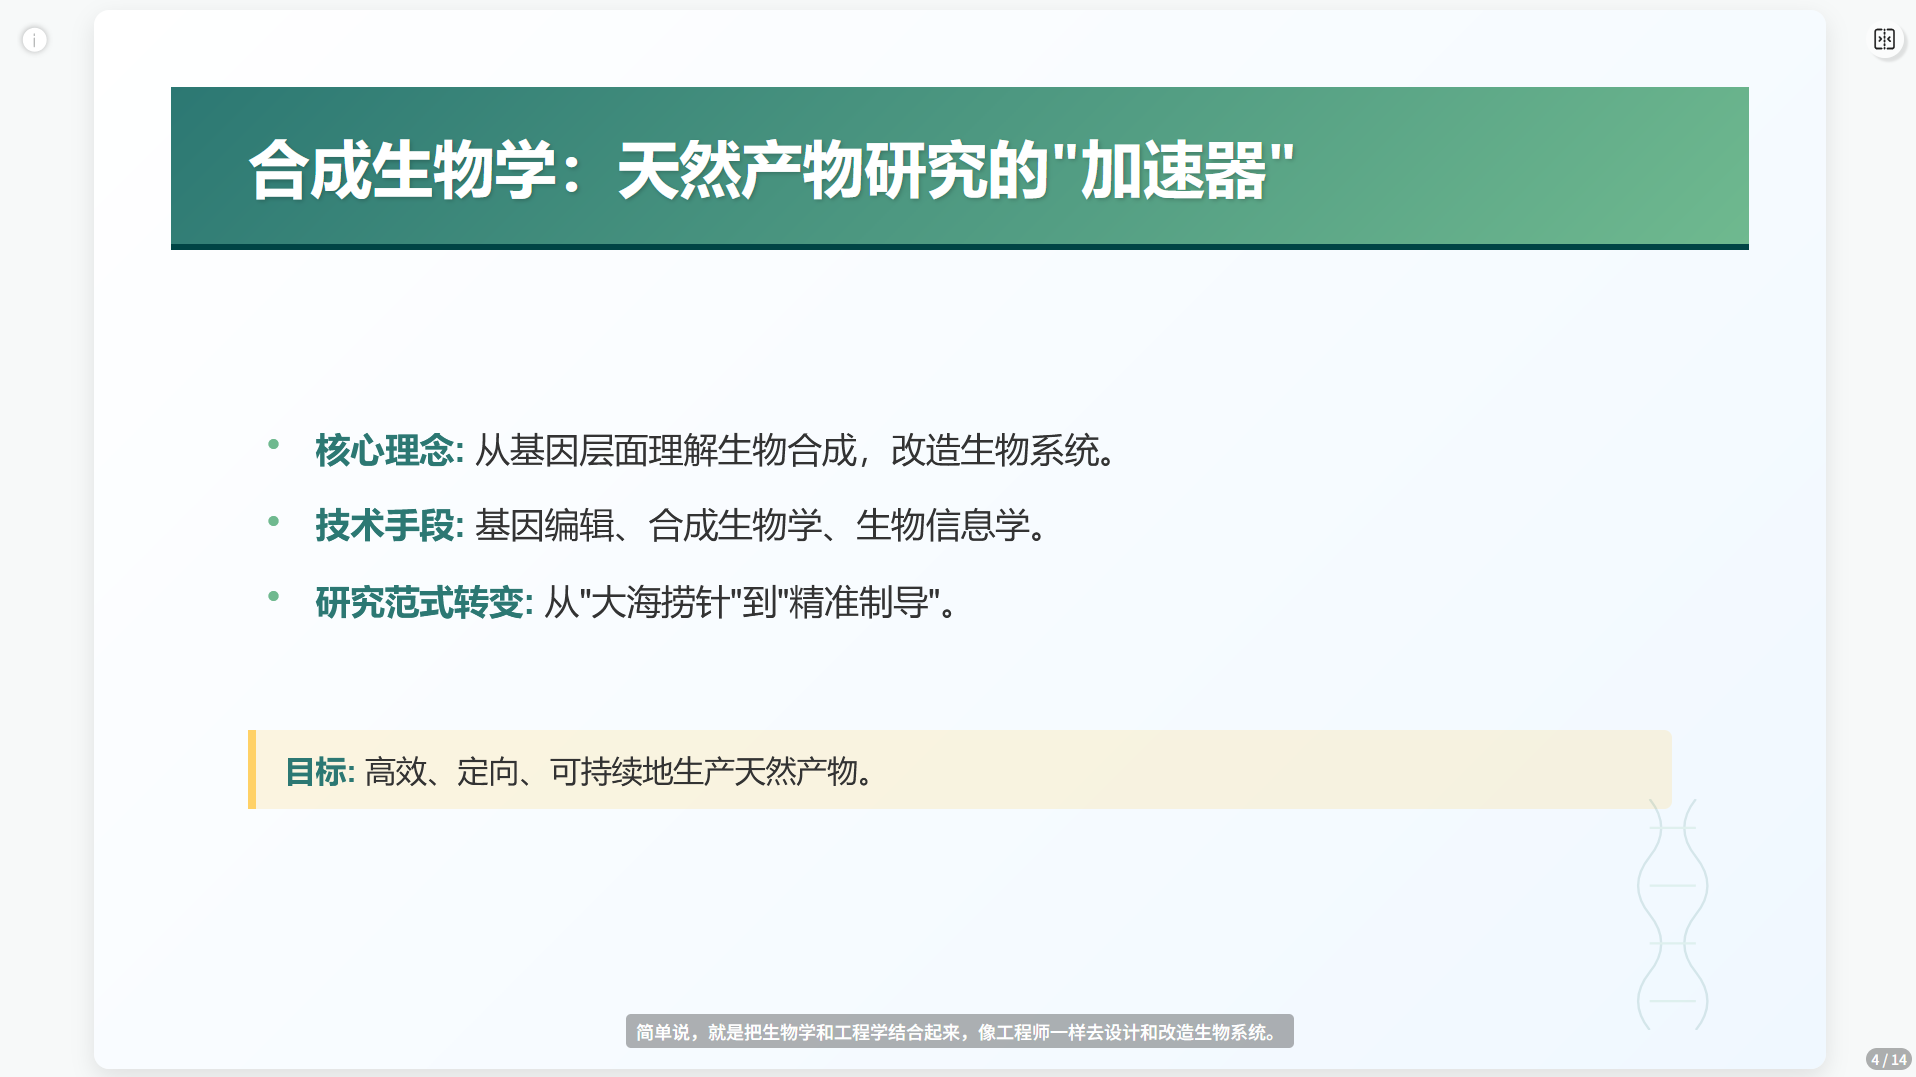 合成生物学：天然产物研究的"加速器"
• 核心理念: 从基因层面理解生物合成，改造生物系统。
• 技术手段: 基因编辑、合成生物学、生物信息学。
• 研究范式转变: 从"大海捞针"到"精准制导"。
目标: 高效、定向、可持续地生产天然产物。
简单说，就是把生物学和工程学结合起来，像工程师一样去设计和改造生物系统。
4 / 14